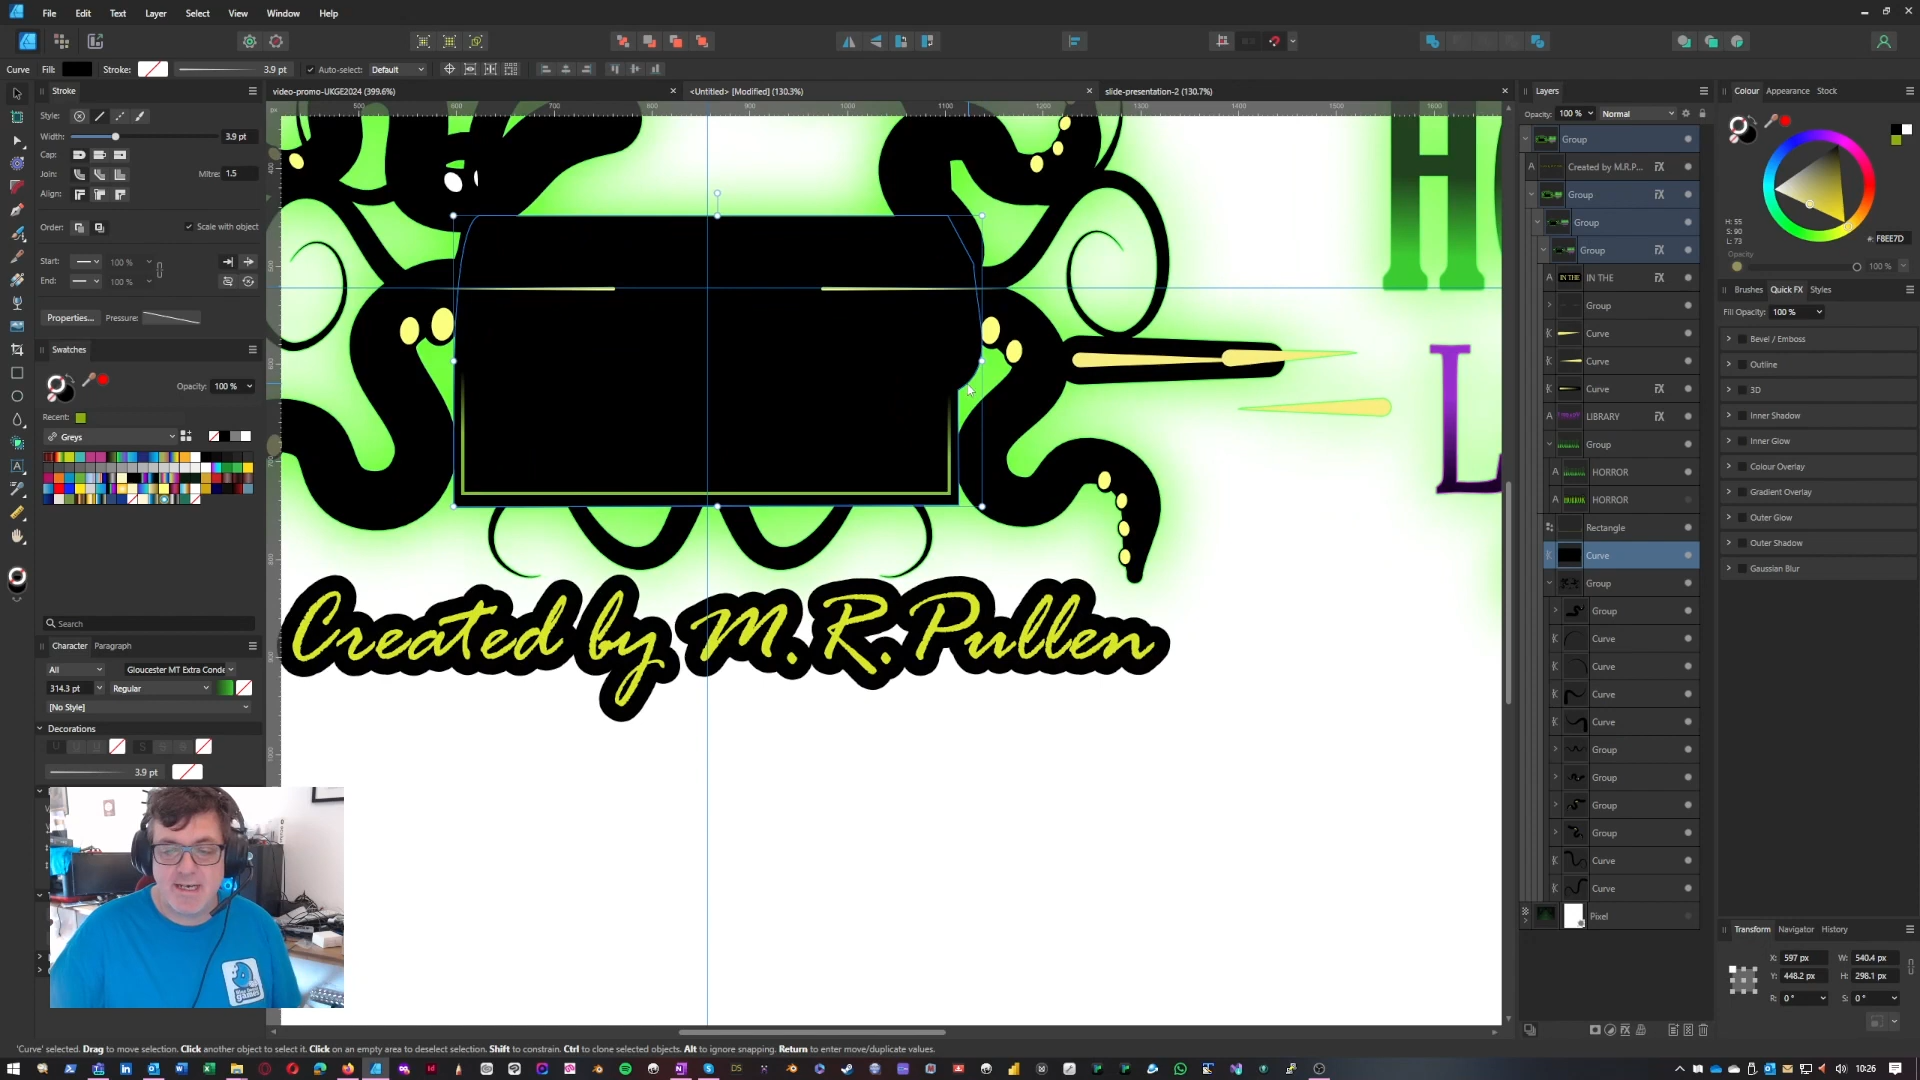 File Edit Text Layer Select View Window Help
Curve Fill: Stroke: 3.9 pt Auto-select: Default
Stroke
video-promo-UKGE2024 (399.6%)
<Untitled> [Modified] (130.3%)
slide-presentation-2 (130.7%)
Style:
Width: 3.9 pt
Cap:
Join: Mitre: 1.5
Align:
Order: Scale with object
Start: 100 %
End: 100 %
Properties... Pressure:
Swatches
Opacity: 100 %
Recent:
Greys
Search
Character Paragraph
All Gloucester MT Extra Conde
314.3 pt Regular
[No Style]
Decorations
3.9 pt
Created by M.R.Pullen
H
L
Layers
Opacity: 100 % Normal
Group
Created by M.R.P...
Group
Group
Group
IN THE
Group
Curve
Curve
Curve
LIBRARY
Group
HORROR
HORROR
Rectangle
Curve
Group
Group
Curve
Curve
Curve
Curve
Group
Group
Group
Group
Curve
Curve
Pixel
Colour Appearance Stock
H: 55
S: 90
L: 73
#: F8EE7D
Opacity
100 %
Brushes Quick FX Styles
Fill Opacity: 100 %
Bevel / Emboss
Outline
3D
Inner Shadow
Inner Glow
Colour Overlay
Gradient Overlay
Outer Glow
Outer Shadow
Gaussian Blur
Transform Navigator History
X: 597 px W: 540.4 px
Y: 448.2 px H: 298.1 px
R: 0 ° S: 0 °
'Curve' selected. Drag to move selection. Click another object to select it. Click on an empty area to deselect selection. Shift to constrain. Ctrl to clone selected objects. Alt to ignore snapping. Return to enter move/duplicate values.
10:26